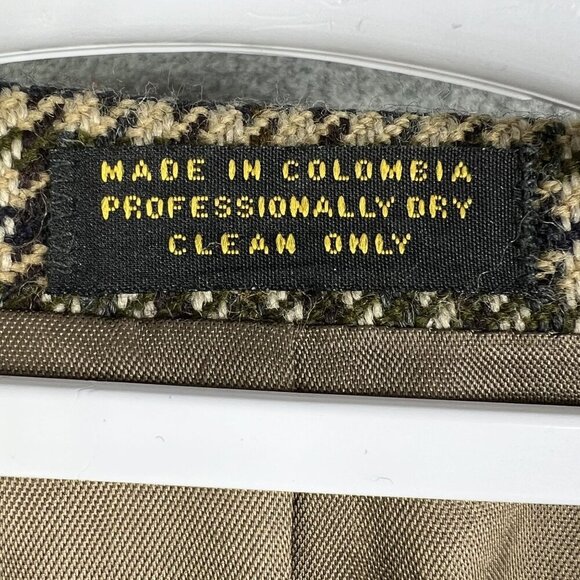 MADE IN COLOMBIA
PROFESSIONALLY DRY
CLEAN ONLY